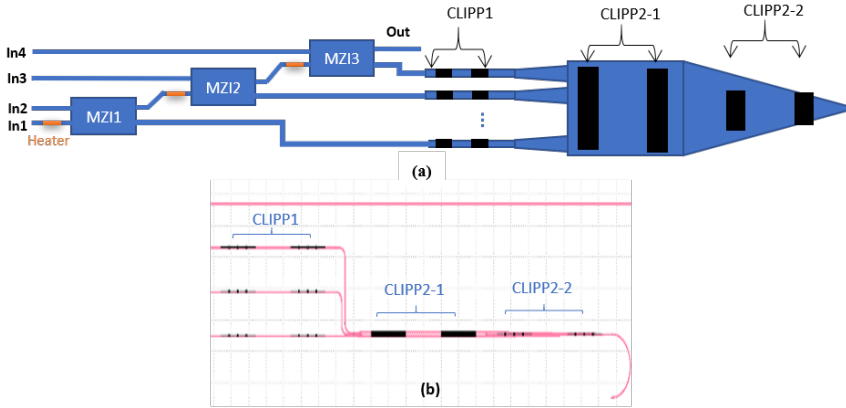 CLIPP1
CLIPP2-1
CLIPP2-2
Out
In4
MZI3
In3
MZI2
In2
In1
MZI1
Heater
(a)
CLIPP1
CLIPP2-1
CLIPP2-2
(b)